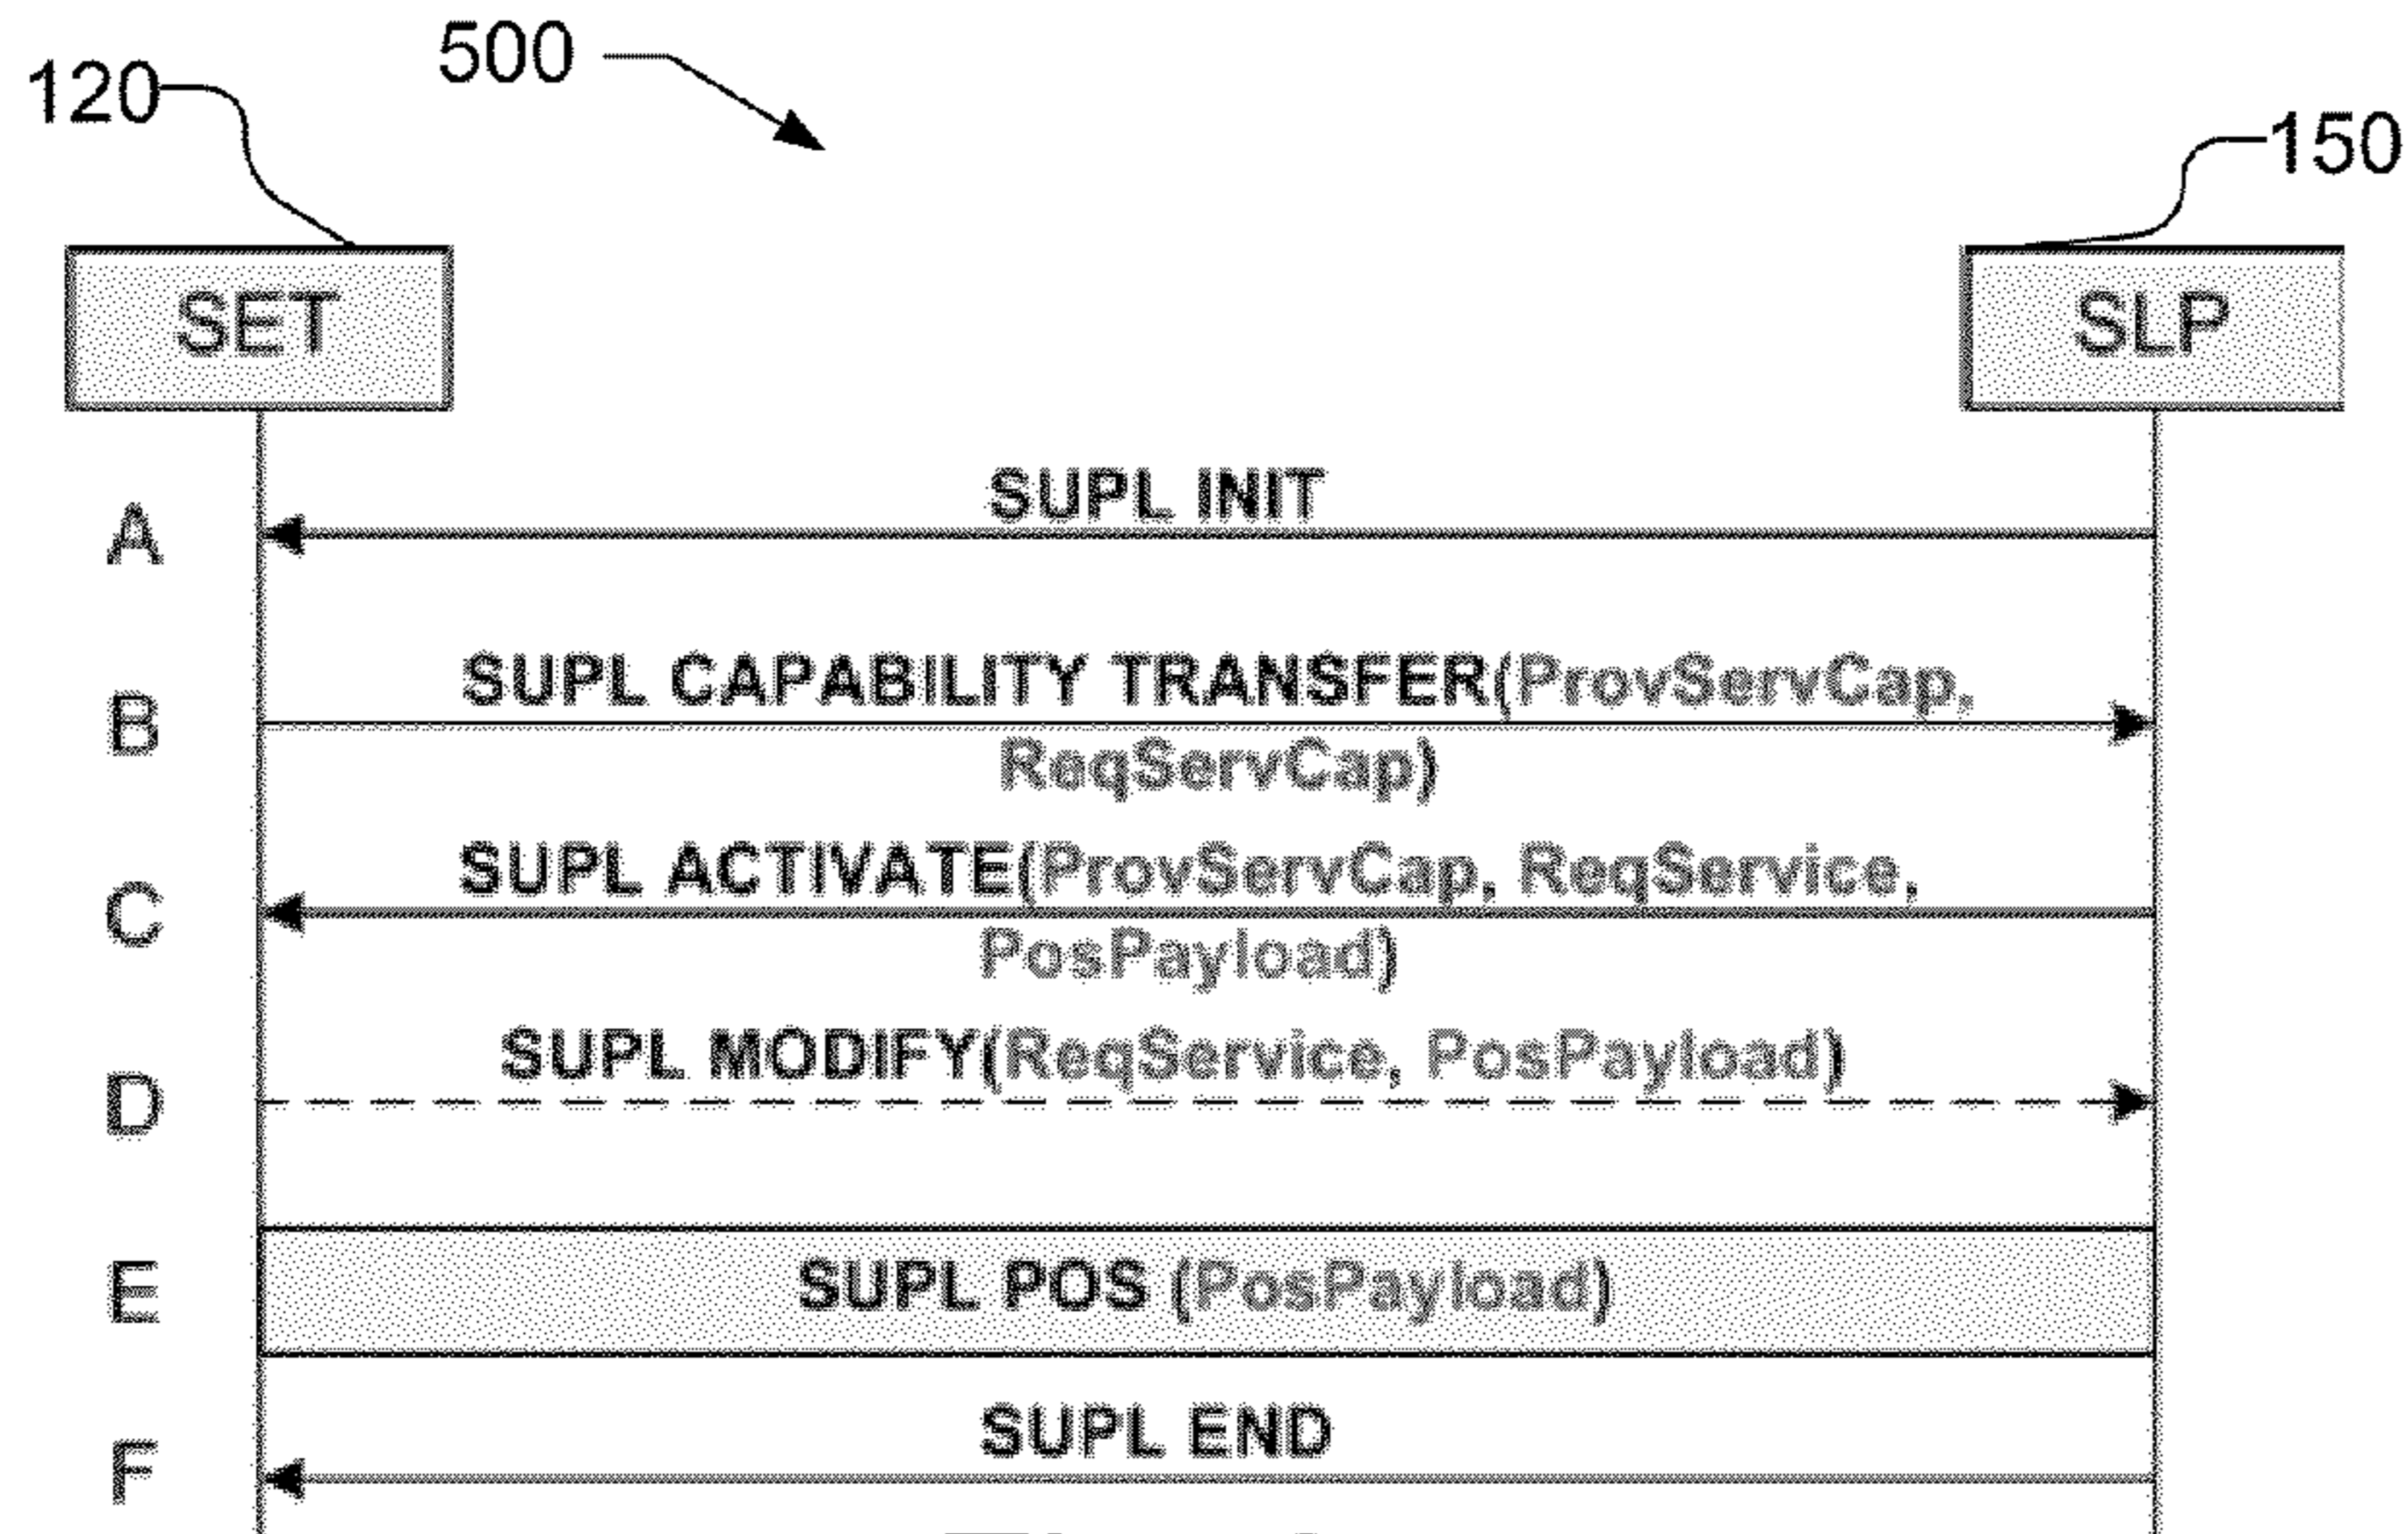 500
120
150
SET
SLP
SUPL INIT
A
SUPL CAPABILITY TRANSFER(ProvServCap,
B
ReqServCap)
SUPL ACTIVATE(ProvServCap, ReqService,
C
PosPayload)
SUPL MODIFY(ReqService, PosPayload)
D
E
SUPL POS (PosPayload)
SUPL END
F